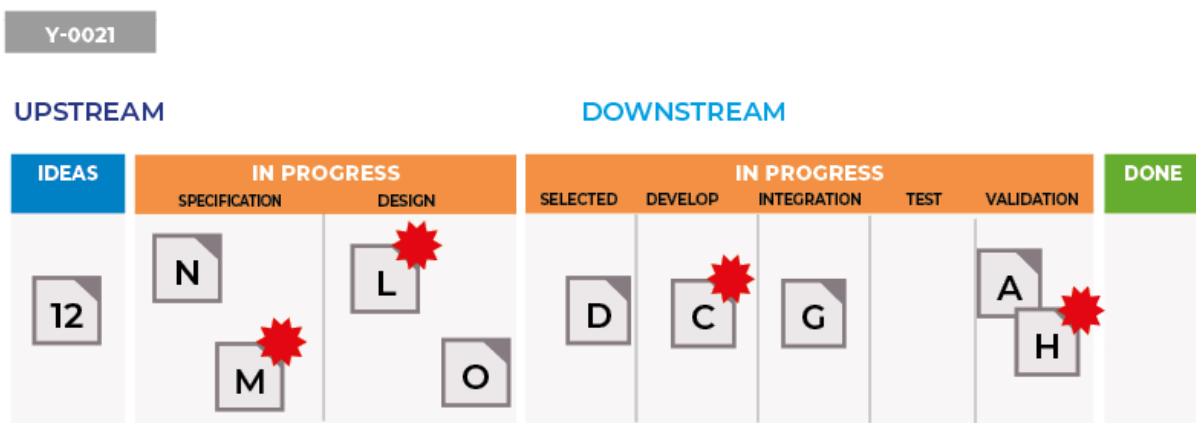 Y-0021
UPSTREAM
DOWNSTREAM
IDEAS
IN PROGRESS
IN PROGRESS
DONE
SPECIFICATION
DESIGN
SELECTED
DEVELOP
INTEGRATION
TEST
VALIDATION
N
L
A
12
D
C
G
H
M
O